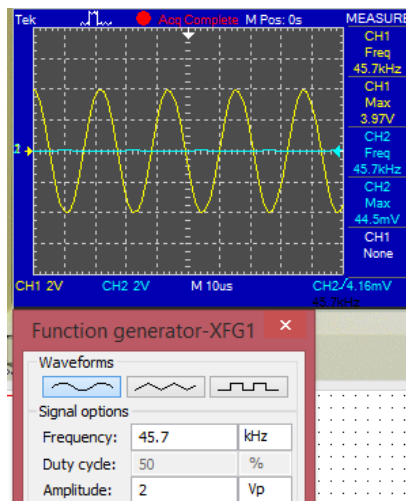 Tek Acq Complete M Pos: 0s MEASURE
CH1
Freq
45.7kHz
CH1
Max
3.97V
CH2
Freq
45.7kHz
CH2
Max
44.5mV
CH1
None
CH1 2V CH2 2V M 10us CH2/4.16mV
45.7kHz
Function generator-XFG1 ×
Waveforms
Signal options
Frequency: 45.7 kHz
Duty cycle: 50 %
Amplitude: 2 Vp